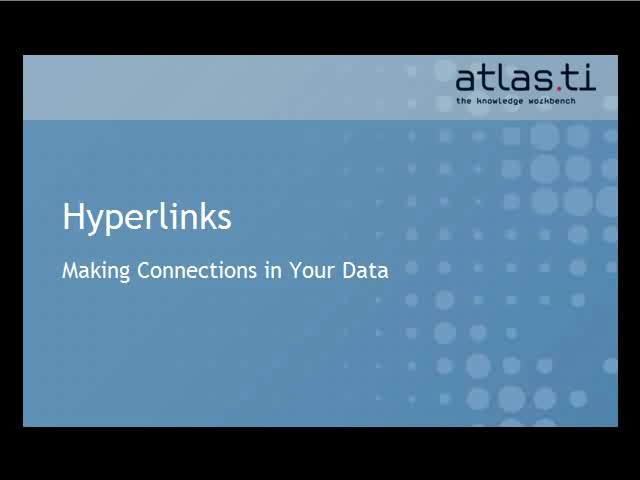 atlas.ti
the knowledge workbench
Hyperlinks
Making Connections in Your Data